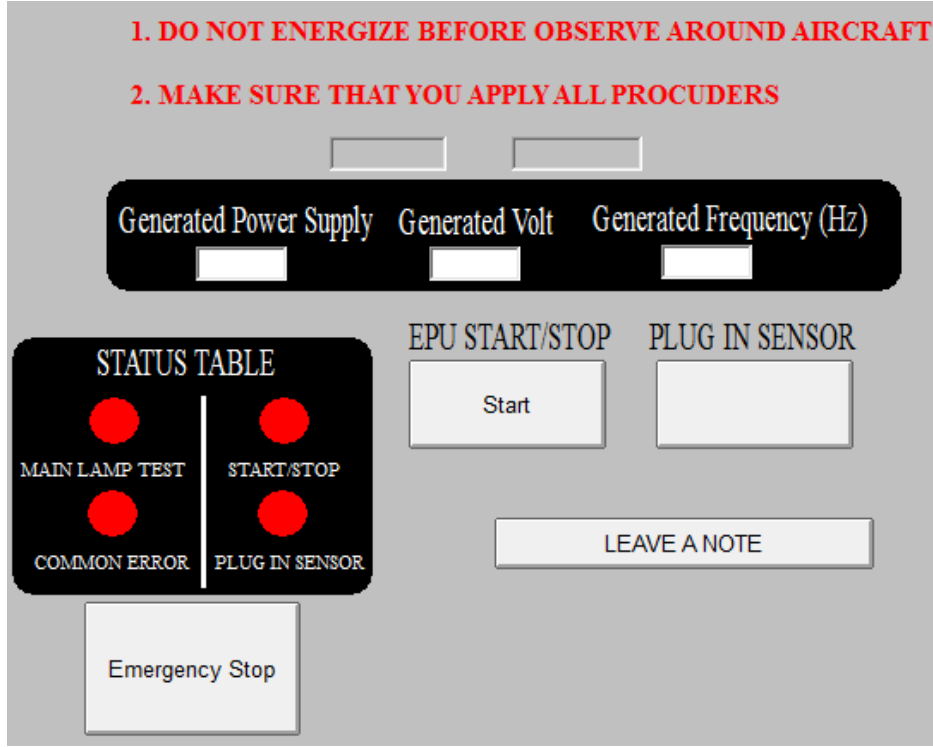 1. DO NOT ENERGIZE BEFORE OBSERVE AROUND AIRCRAFT
2. MAKE SURE THAT YOU APPLY ALL PROCUDERS
Generated Power Supply Generated Volt Generated Frequency (Hz)
EPU START/STOP PLUG IN SENSOR
Start
STATUS TABLE
MAIN LAMP TEST START/STOP
COMMON ERROR PLUG IN SENSOR
LEAVE A NOTE
Emergency Stop